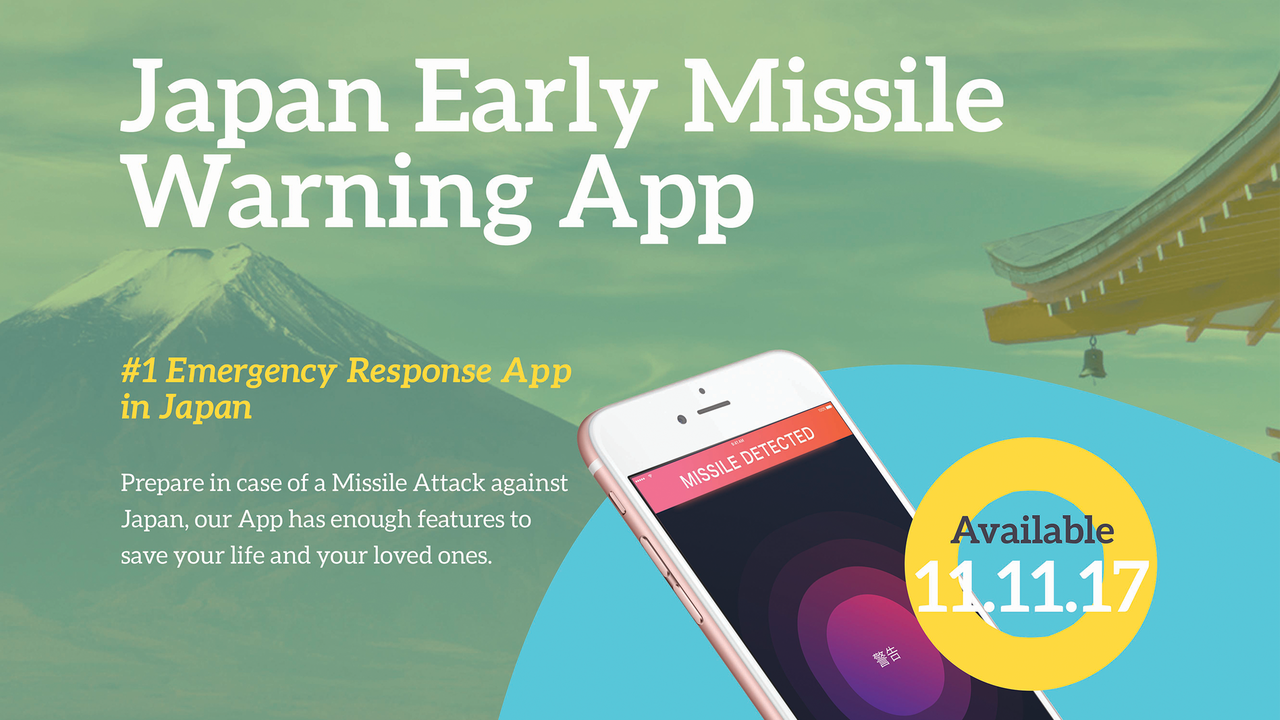 Japan Early Missile
Warning App
#1 Emergency Response App
in Japan
Prepare in case of a Missile Attack against
Japan, our App has enough features to
save your life and your loved ones.
MISSILE DETECTED
警告
Available
11.11.17